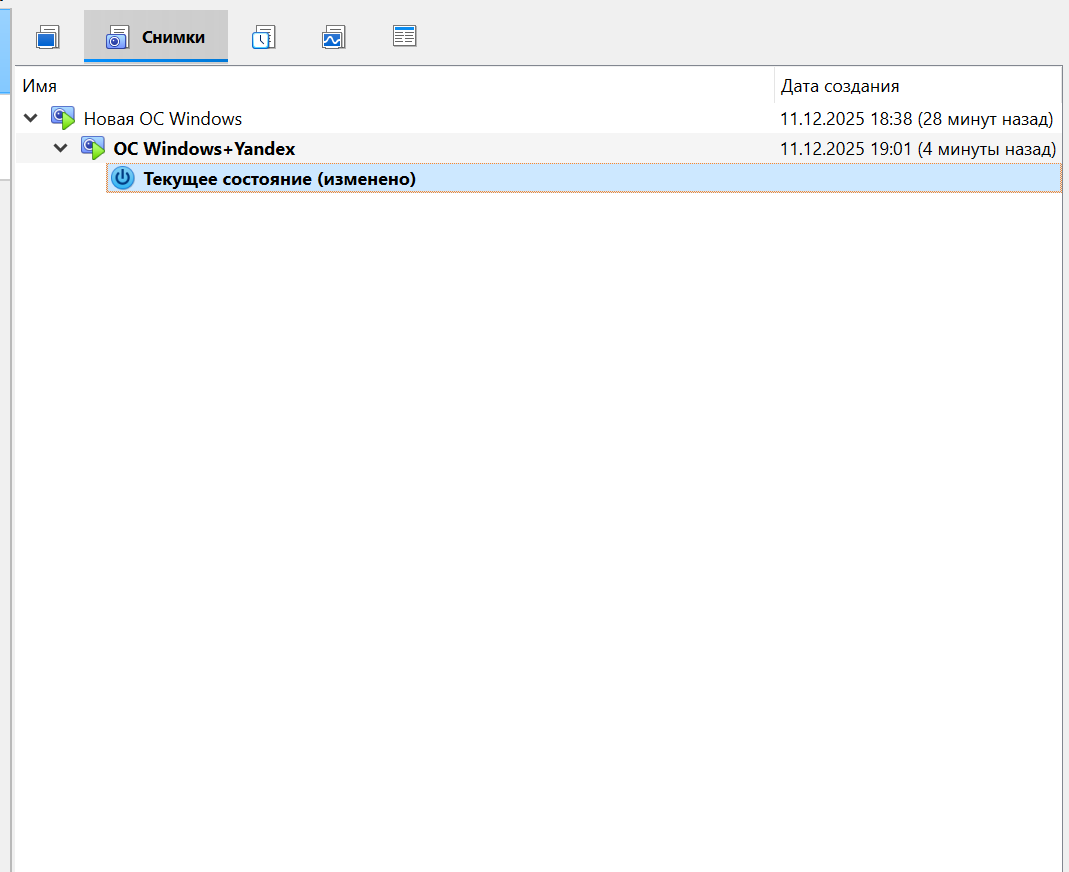 Снимки
Имя Дата создания
Новая ОС Windows 11.12.2025 18:38 (28 минут назад)
ОС Windows+Yandex 11.12.2025 19:01 (4 минуты назад)
Текущее состояние (изменено)